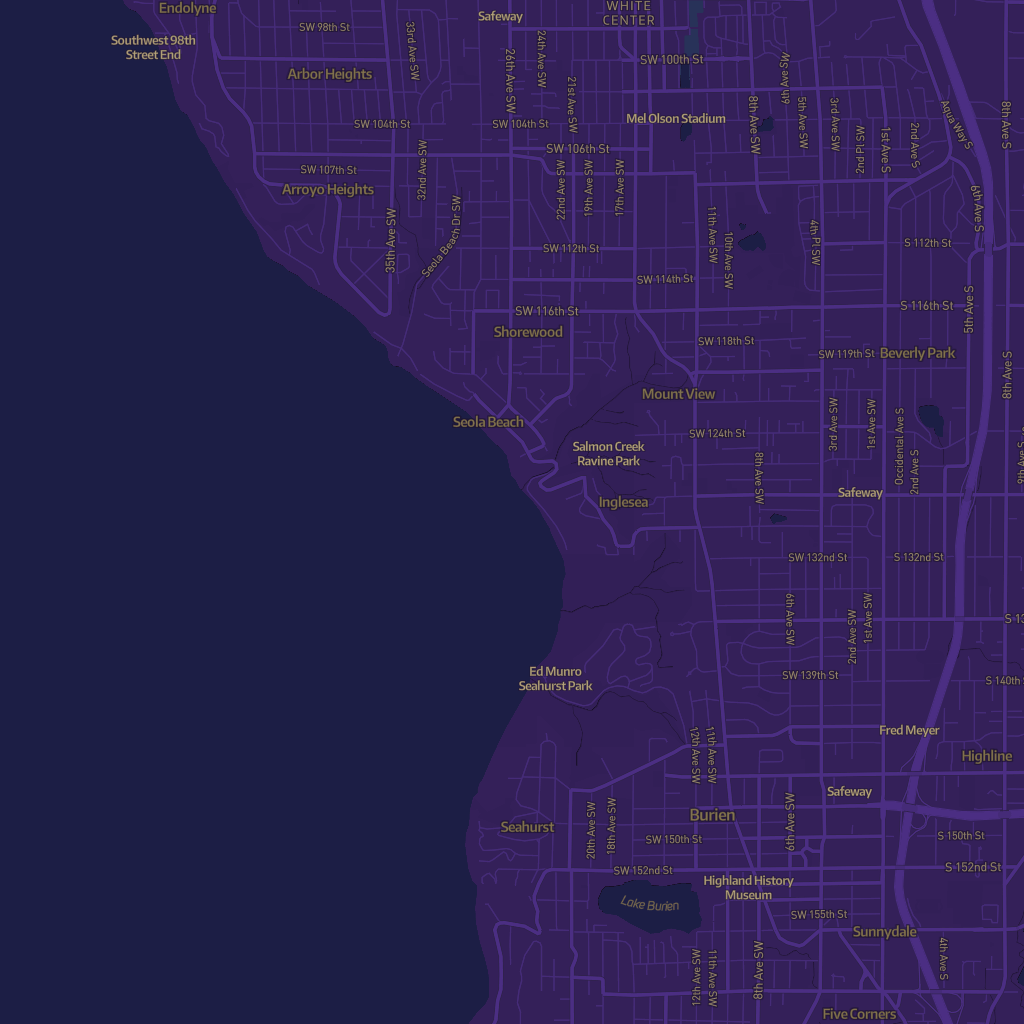 Endolyne
Safeway
WHITE
CENTER
SW 98th St
33rd Ave SW
Southwest 98th
Street End
24th Ave SW
26th Ave SW
SW 100th St
Arbor Heights
21st Ave SW
8th Ave SW
5th Ave SW
3rd Ave SW
Aqua Way S
8th Ave S
SW 104th St
SW 104th St
Mel Olson Stadium
2nd Pl SW
1st Ave S
2nd Ave S
SW 106th St
SW 107th St
32nd Ave SW
22nd Ave SW
19th Ave SW
17th Ave SW
Arroyo Heights
6th Ave S
35th Ave SW
Seola Beach Dr SW
SW 112th St
11th Ave SW
10th Ave SW
4th Pl SW
S 112th St
SW 114th St
5th Ave S
SW 116th St
S 116th St
Shorewood
SW 118th St
SW 119th St
Beverly Park
8th Ave S
Mount View
Seola Beach
3rd Ave SW
1st Ave SW
Occidental Ave S
2nd Ave S
9th Ave S
SW 124th St
Salmon Creek
Ravine Park
8th Ave SW
Inglesea
Safeway
SW 132nd St
S 132nd St
6th Ave SW
2nd Ave SW
1st Ave SW
S 13
Ed Munro
Seahurst Park
SW 139th St
S 140th
12th Ave SW
11th Ave SW
Fred Meyer
Highline
Safeway
Seahurst
20th Ave SW
18th Ave SW
Burien
6th Ave SW
SW 150th St
S 150th St
SW 152nd St
S 152nd St
Highland History
Museum
Lake Burien
SW 155th St
Sunnydale
12th Ave SW
11th Ave SW
8th Ave SW
4th Ave S
Five Corners